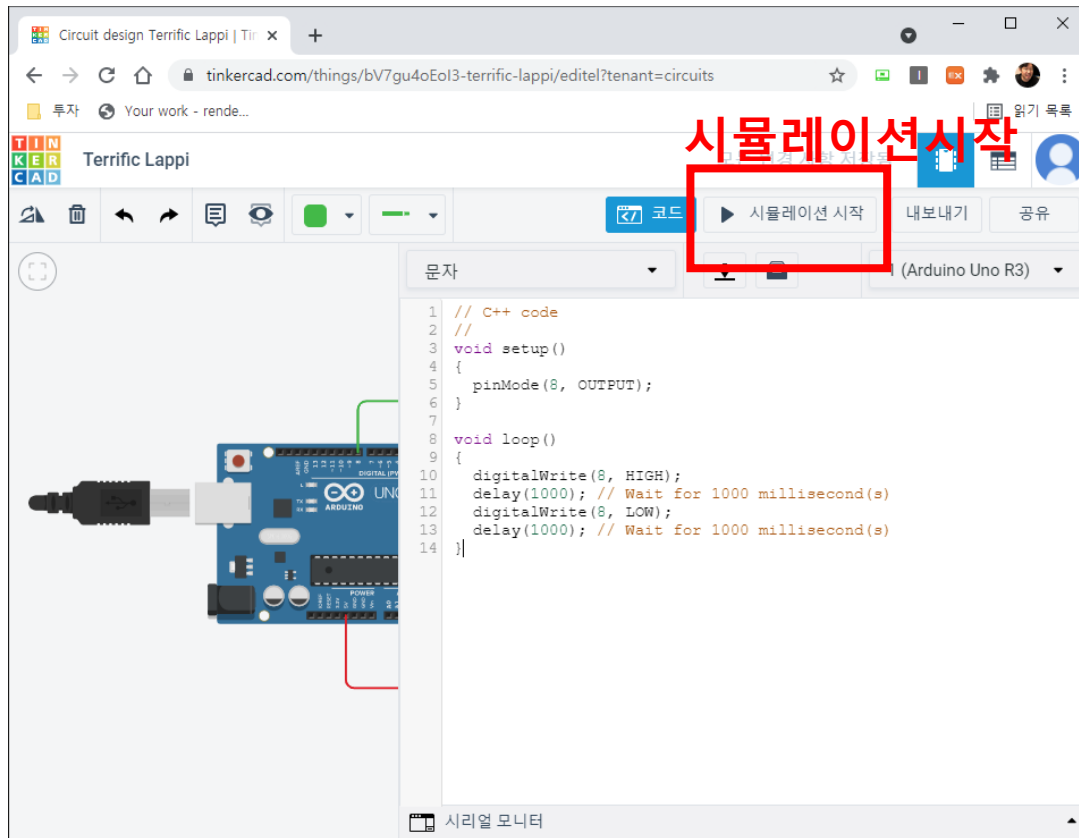 Circuit design Terrific Lappi | Tin
tinkercad.com/things/bV7gu4oEoI3-terrific-lappi/editel?tenant=circuits
투자
Your work - rende...
읽기 목록
시뮬레이션시작
TIN
KER
CAD
Terrific Lappi
코드
시뮬레이션 시작
내보내기
공유
문자
1 (Arduino Uno R3)
1 // C++ code
2 //
3 void setup()
4 {
5 pinMode(8, OUTPUT);
6 }
7
8 void loop()
9 {
10 digitalWrite(8, HIGH);
11 delay(1000); // Wait for 1000 millisecond(s)
12 digitalWrite(8, LOW);
13 delay(1000); // Wait for 1000 millisecond(s)
14 }
DIGITAL (PW
UNO
ARDUINO
POWER
시리얼 모니터